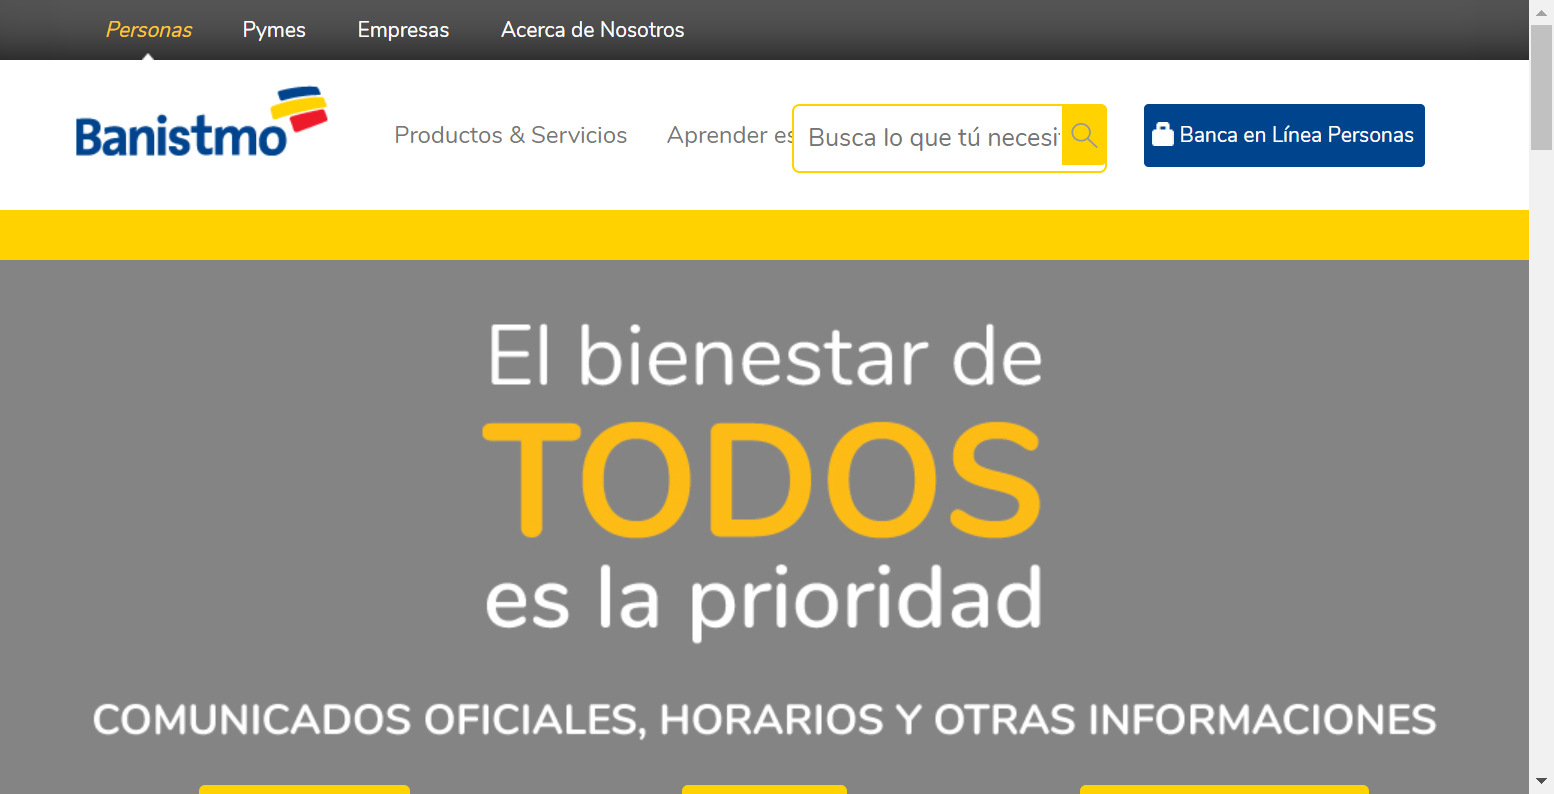 Personas Pymes Empresas Acerca de Nosotros
Banistmo
Productos & Servicios Aprender es
Busca lo que tú necesi
Banca en Línea Personas
El bienestar de
TODOS
es la prioridad
COMUNICADOS OFICIALES, HORARIOS Y OTRAS INFORMACIONES